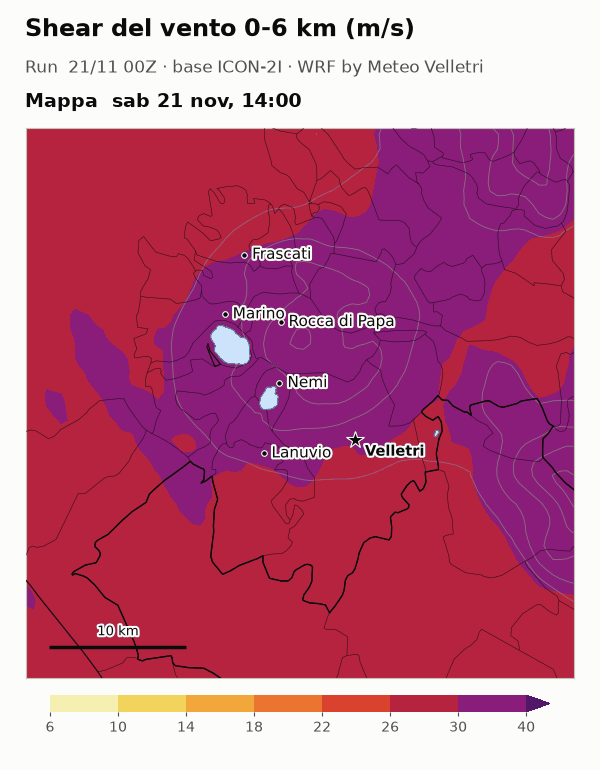 Shear del vento 0-6 km (m/s)
Run  21/11 00Z · base ICON-2I · WRF by Meteo Velletri
Mappa  sab 21 nov, 14:00
Frascati
Marino
Rocca di Papa
Nemi
Velletri
Lanuvio
10 km
6 10 14 18 22 26 30 40